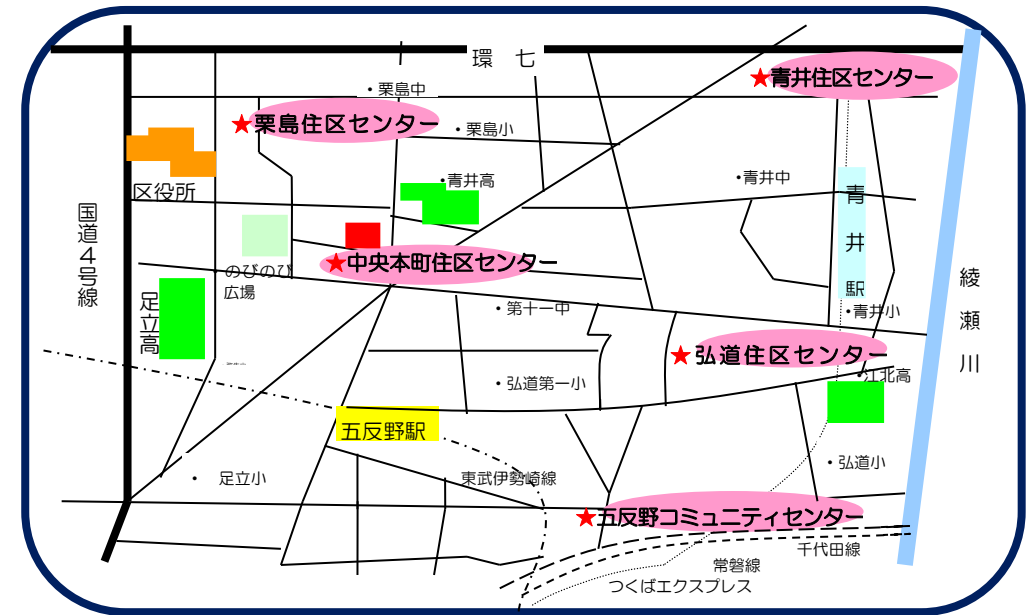 環　七
★青井住区センター
・栗島中
★栗島住区センター
・栗島小
・青井高
・青井中
区役所
青井駅
国道４号線
★中央本町住区センター
・のびのび
広場
綾瀬川
足立高
・第十一中
・青井小
★弘道住区センター
・江北高
・弘道第一小
五反野駅
・弘道小
・　足立小
東武伊勢崎線
★五反野コミュニティセンター
千代田線
常磐線
つくばエクスプレス